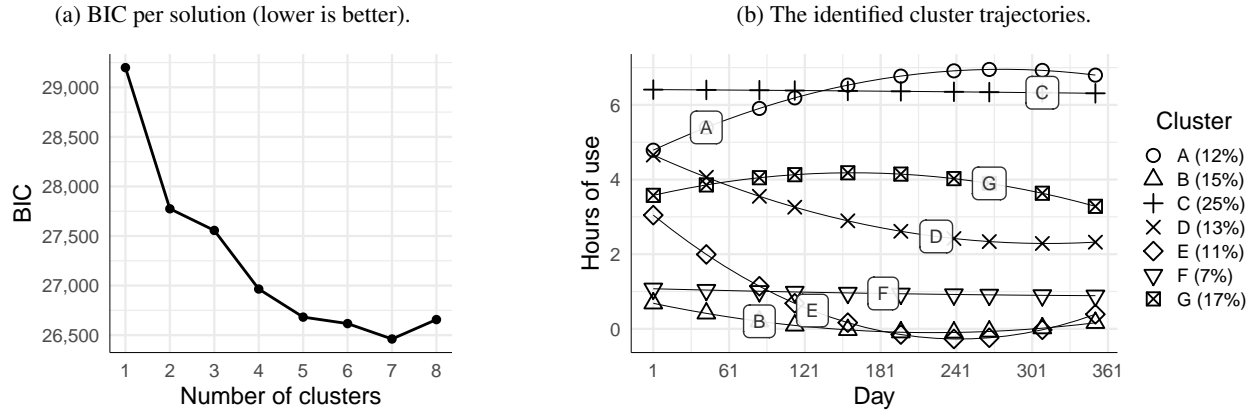 (a) BIC per solution (lower is better).
29,000
28,500
28,000
27,500
27,000
26,500
BIC
1 2 3 4 5 6 7 8
Number of clusters
(b) The identified cluster trajectories.
6
4
2
0
Hours of use
A
C
G
D
F
E
B
1 61 121 181 241 301 361
Day
Cluster
A (12%)
B (15%)
C (25%)
D (13%)
E (11%)
F (7%)
G (17%)